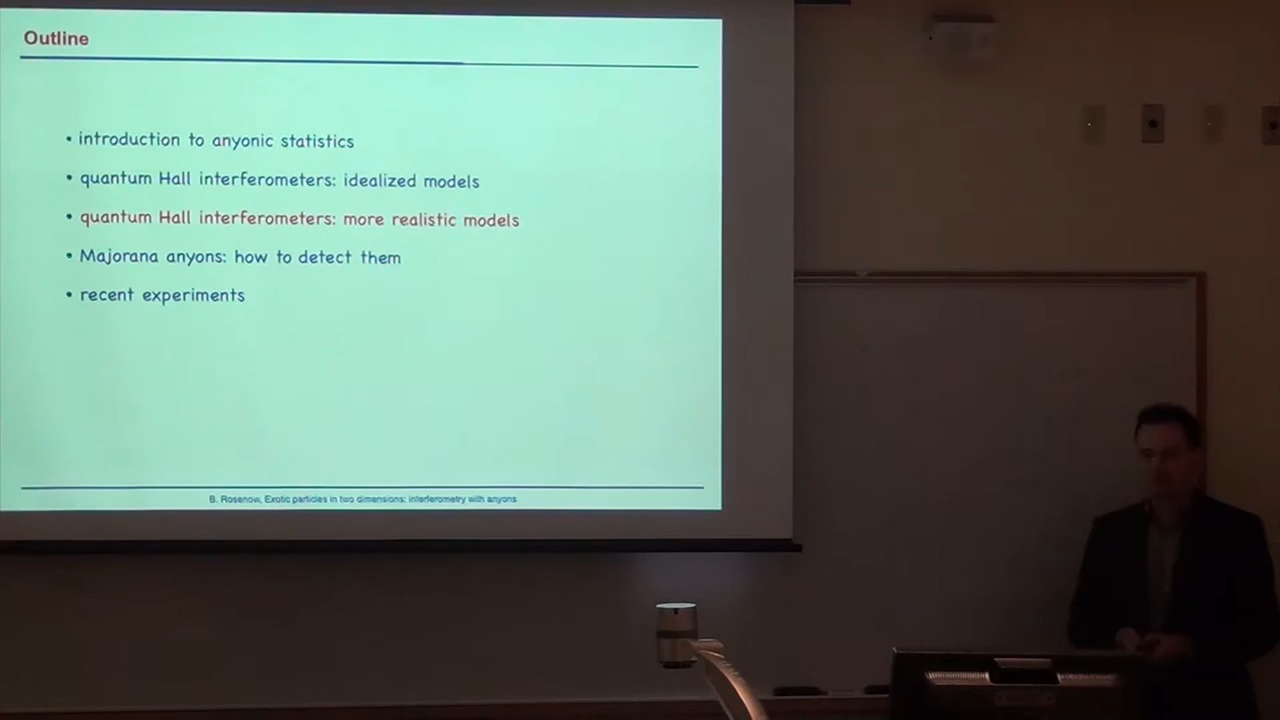 Outline
• introduction to anyonic statistics
• quantum Hall interferometers: idealized models
• quantum Hall interferometers: more realistic models
• Majorana anyons: how to detect them
• recent experiments
B. Rosenow, Exotic particles in two dimensions: interferometry with anyons